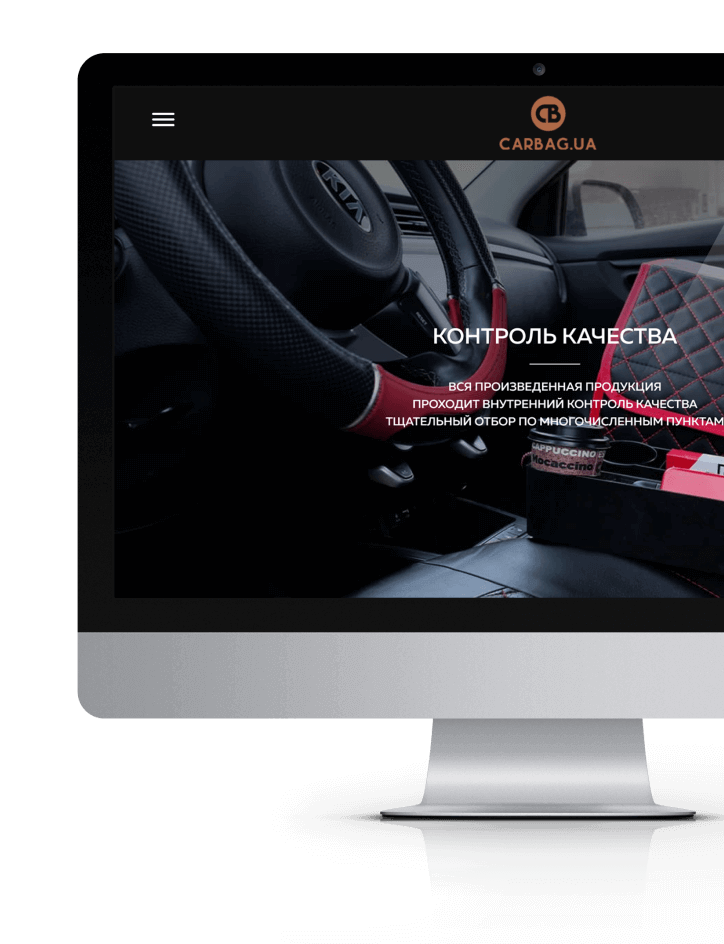 CB
CARBAG.UA
KIA
КОНТРОЛЬ КАЧЕСТВА
ВСЯ ПРОИЗВЕДЕННАЯ ПРОДУКЦИЯ
ПРОХОДИТ ВНУТРЕННИЙ КОНТРОЛЬ КАЧЕСТВА
ТЩАТЕЛЬНЫЙ ОТБОР ПО МНОГОЧИСЛЕННЫМ ПУНКТАМ
CAPPUCCINO
Mocaccino